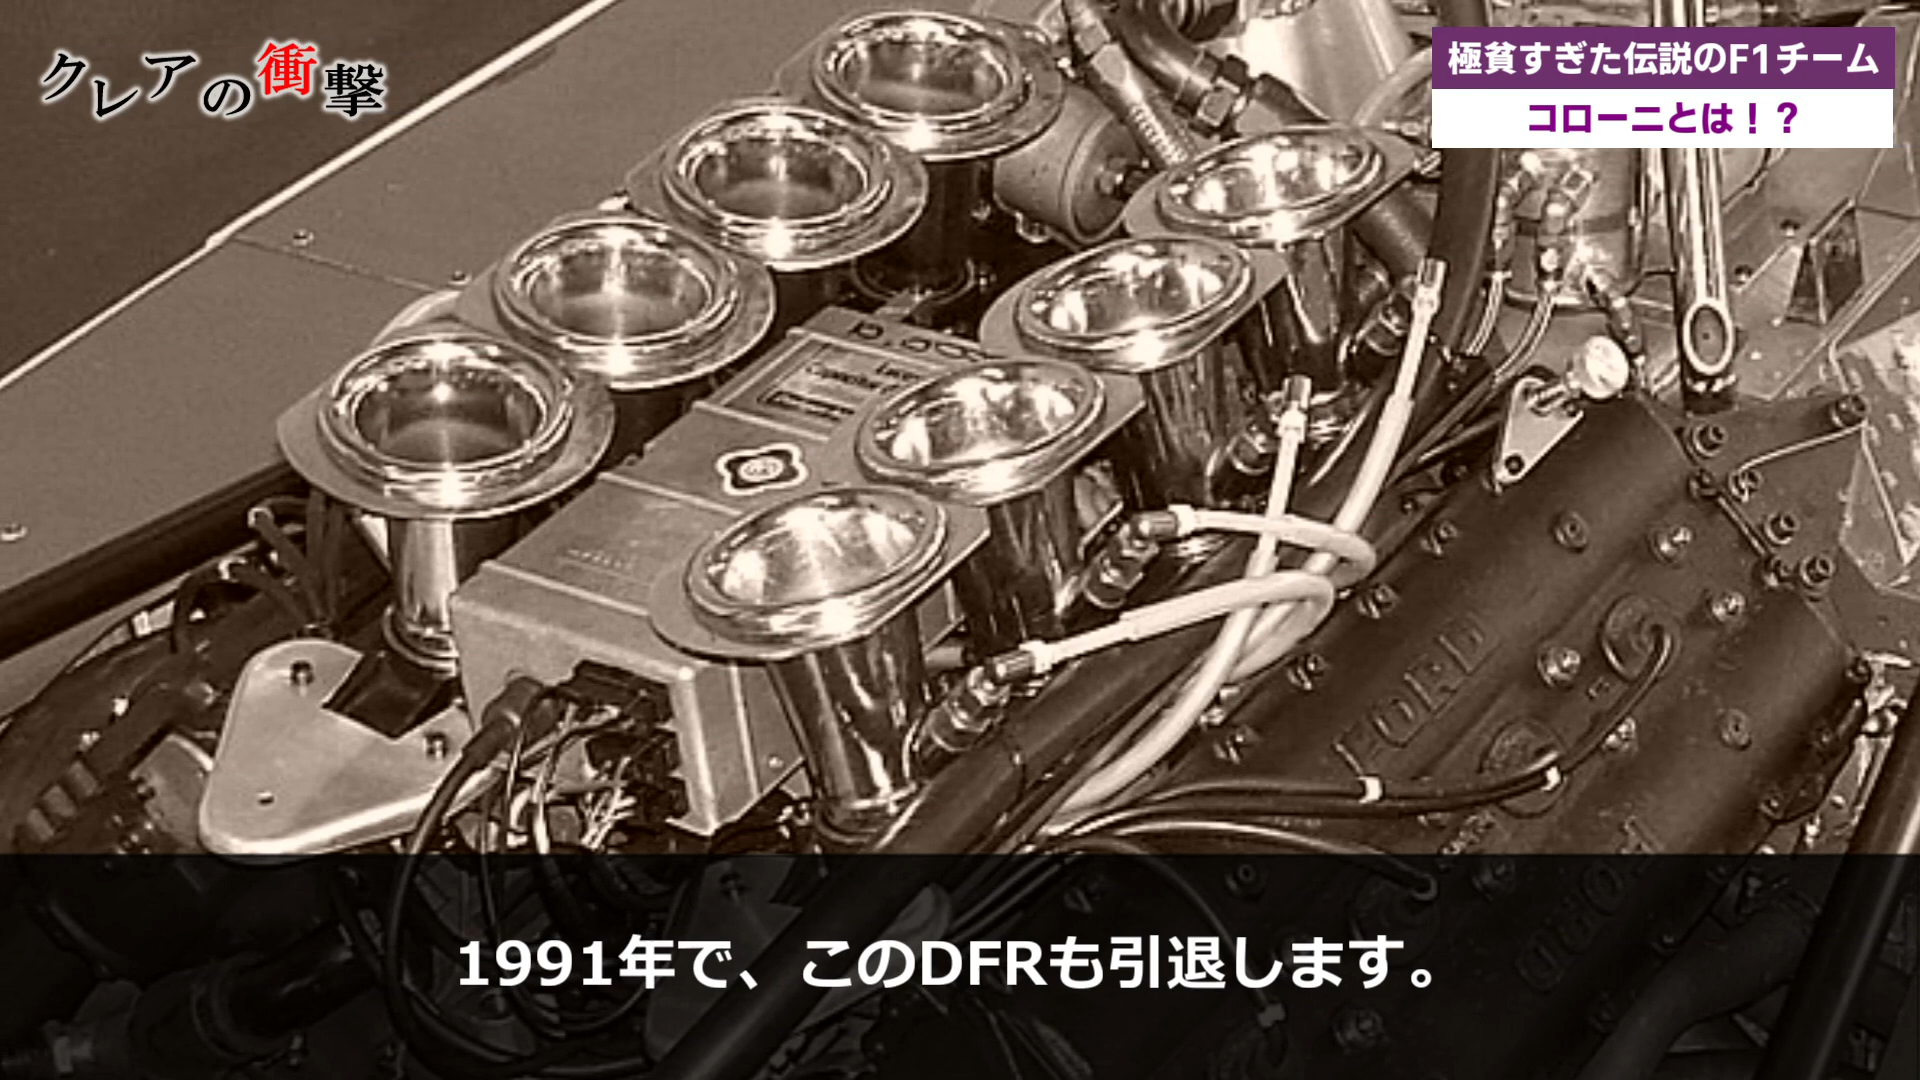 クレアの衝撃
極貧すぎた伝説のF1チーム
コローニとは！？
FORD
1991年で、このDFRも引退します。